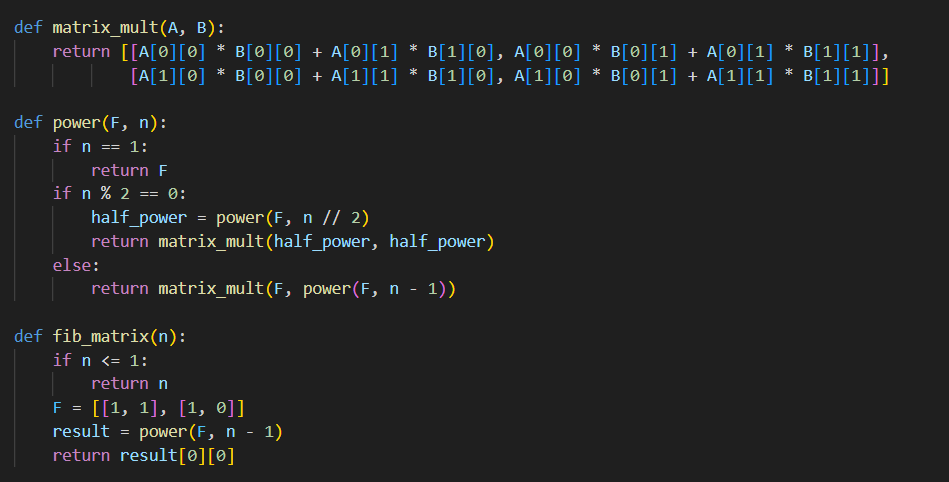 def matrix_mult(A, B):
    return [[A[0][0] * B[0][0] + A[0][1] * B[1][0], A[0][0] * B[0][1] + A[0][1] * B[1][1]],
            [A[1][0] * B[0][0] + A[1][1] * B[1][0], A[1][0] * B[0][1] + A[1][1] * B[1][1]]]

def power(F, n):
    if n == 1:
        return F
    if n % 2 == 0:
        half_power = power(F, n // 2)
        return matrix_mult(half_power, half_power)
    else:
        return matrix_mult(F, power(F, n - 1))

def fib_matrix(n):
    if n <= 1:
        return n
    F = [[1, 1], [1, 0]]
    result = power(F, n - 1)
    return result[0][0]